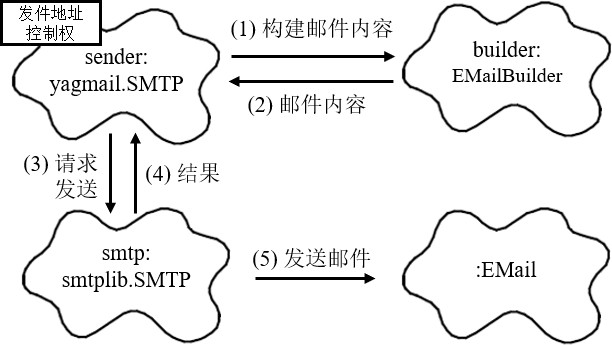 发件地址
控制权
sender:
yagmail.SMTP
(1) 构建邮件内容
(2) 邮件内容
builder:
EMailBuilder
(3) 请求
发送
(4) 结果
smtp:
smtplib.SMTP
(5) 发送邮件
:EMail